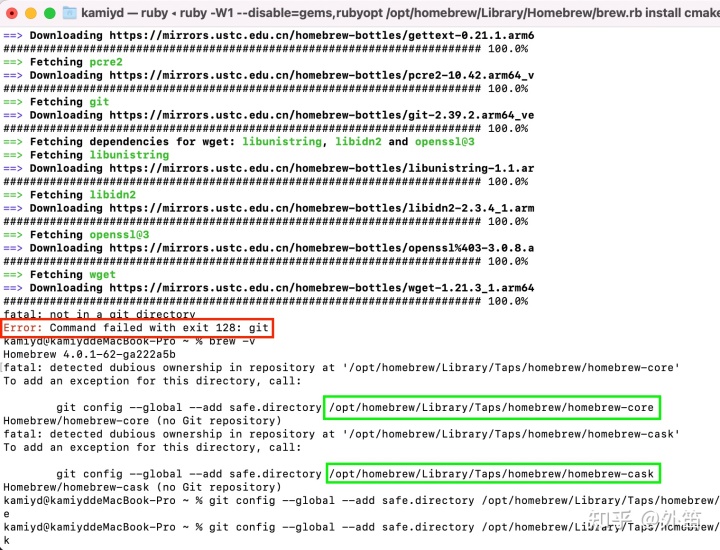 kamiyd — ruby ◂ ruby -W1 --disable=gems,rubyopt /opt/homebrew/Library/Homebrew/brew.rb install cmake
==> Downloading https://mirrors.ustc.edu.cn/homebrew-bottles/gettext-0.21.1.arm6
######################################################################## 100.0%
==> Fetching pcre2
==> Downloading https://mirrors.ustc.edu.cn/homebrew-bottles/pcre2-10.42.arm64_v
######################################################################## 100.0%
==> Fetching git
==> Downloading https://mirrors.ustc.edu.cn/homebrew-bottles/git-2.39.2.arm64_ve
######################################################################## 100.0%
==> Fetching dependencies for wget: libunistring, libidn2 and openssl@3
==> Fetching libunistring
==> Downloading https://mirrors.ustc.edu.cn/homebrew-bottles/libunistring-1.1.ar
######################################################################## 100.0%
==> Fetching libidn2
==> Downloading https://mirrors.ustc.edu.cn/homebrew-bottles/libidn2-2.3.4_1.arm
######################################################################## 100.0%
==> Fetching openssl@3
==> Downloading https://mirrors.ustc.edu.cn/homebrew-bottles/openssl%403-3.0.8.a
######################################################################## 100.0%
==> Fetching wget
==> Downloading https://mirrors.ustc.edu.cn/homebrew-bottles/wget-1.21.3_1.arm64
######################################################################## 100.0%
fatal: not in a git directory
Error: Command failed with exit 128: git
kamiyd@kamiyddeMacBook-Pro ~ % brew -v
Homebrew 4.0.1-62-ga222a5b
fatal: detected dubious ownership in repository at '/opt/homebrew/Library/Taps/homebrew/homebrew-core'
To add an exception for this directory, call:
git config --global --add safe.directory /opt/homebrew/Library/Taps/homebrew/homebrew-core
Homebrew/homebrew-core (no Git repository)
fatal: detected dubious ownership in repository at '/opt/homebrew/Library/Taps/homebrew/homebrew-cask'
To add an exception for this directory, call:
git config --global --add safe.directory /opt/homebrew/Library/Taps/homebrew/homebrew-cask
Homebrew/homebrew-cask (no Git repository)
kamiyd@kamiyddeMacBook-Pro ~ % git config --global --add safe.directory /opt/homebrew/Library/Taps/homebrew/
e
kamiyd@kamiyddeMacBook-Pro ~ % git config --global --add safe.directory /opt/homebrew/Library/Taps/homebrew/
k
知乎 @外笛